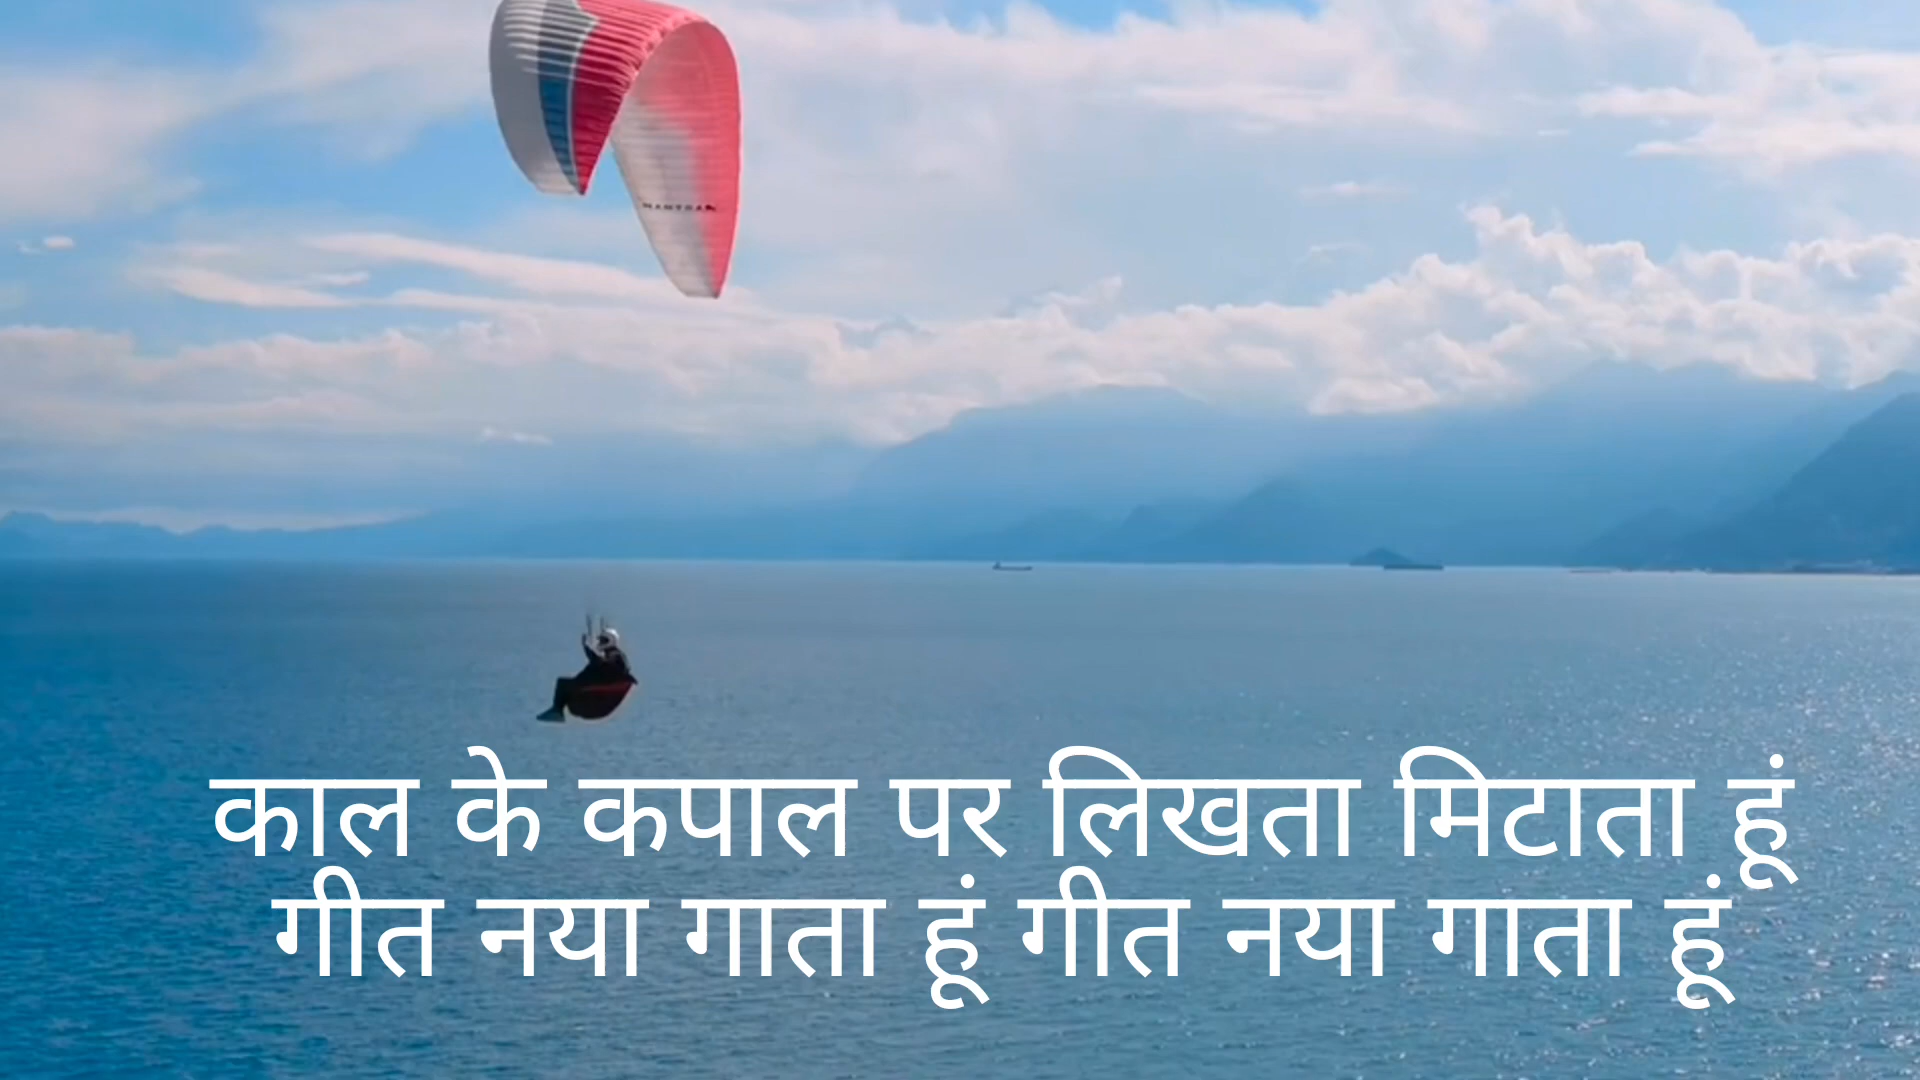 काल के कपाल पर लिखता मिटाता हूं
गीत नया गाता हूं गीत नया गाता हूं